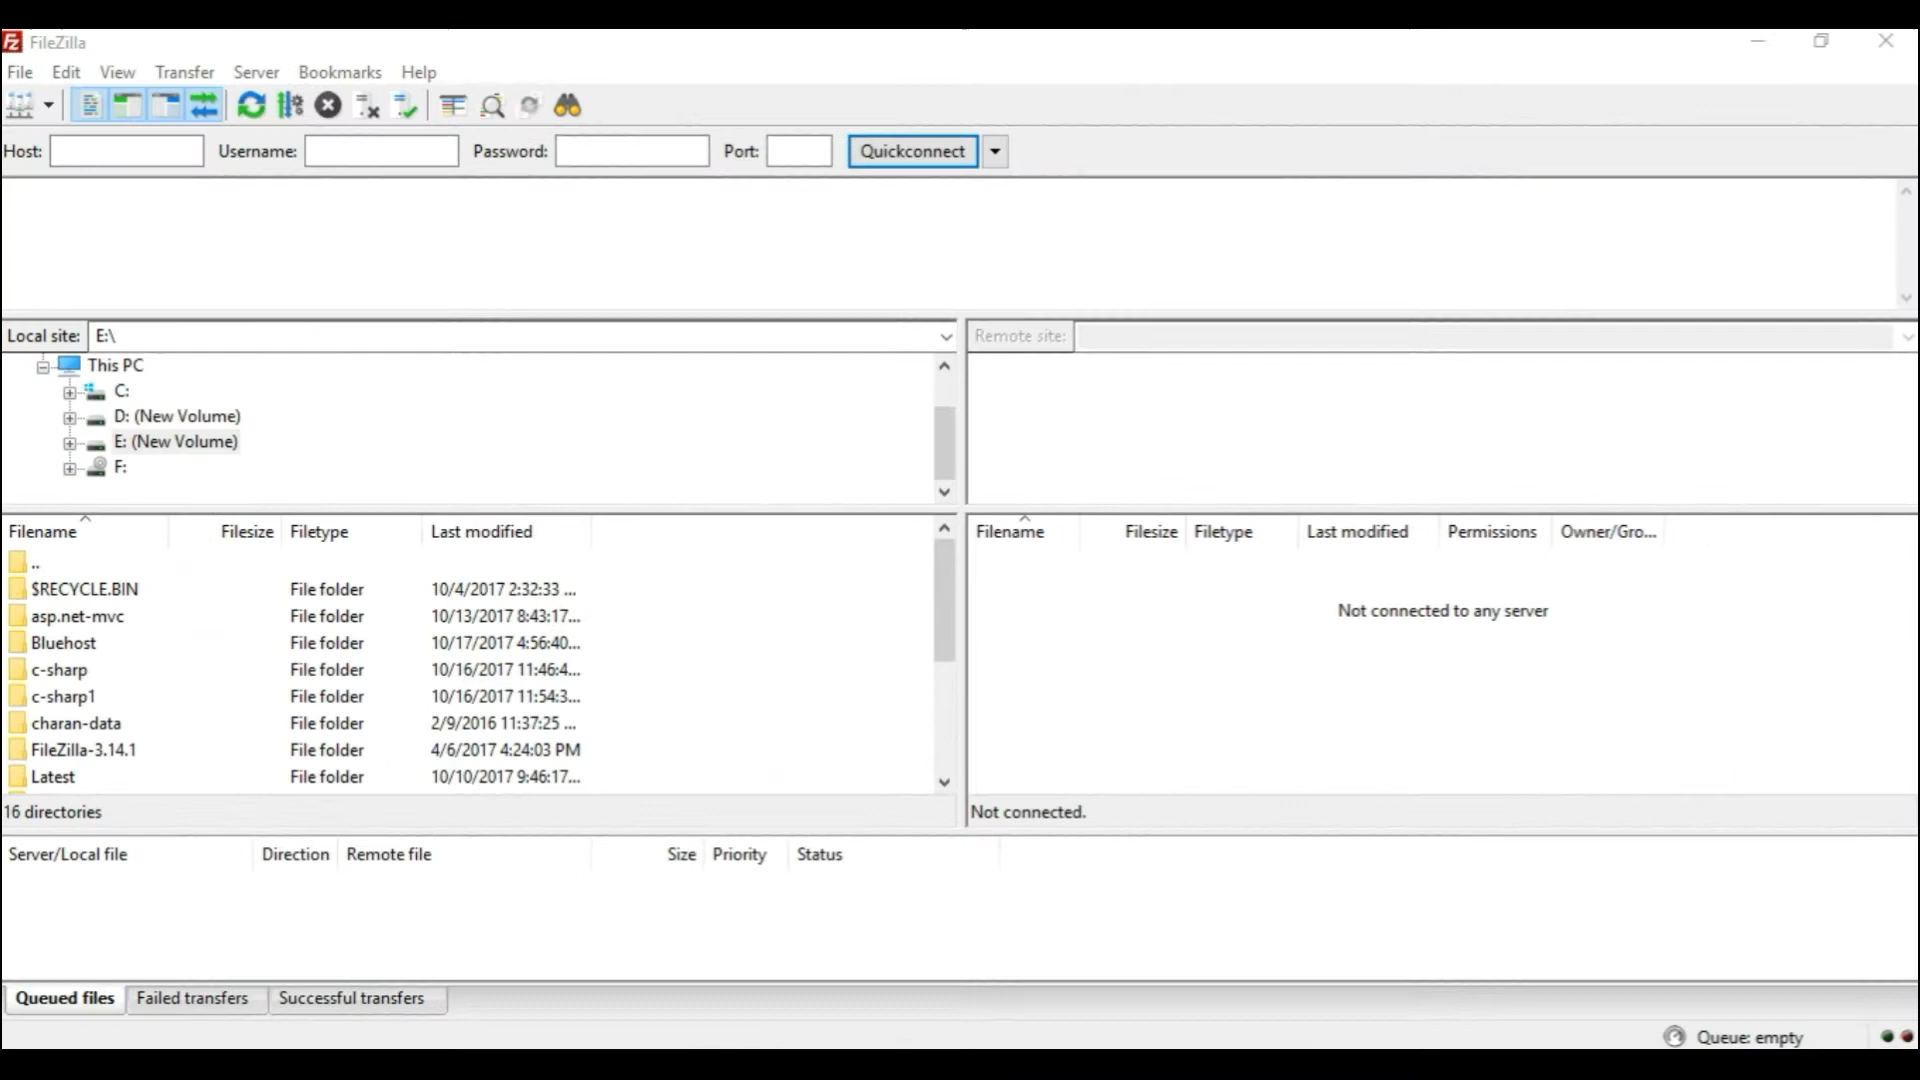 FileZilla
File Edit View Transfer Server Bookmarks Help
Host: Username: Password: Port: Quickconnect
Local site: E:\
Remote site:
This PC
C:
D: (New Volume)
E: (New Volume)
F:
Filename Filesize Filetype Last modified
..
$RECYCLE.BIN File folder 10/4/2017 2:32:33 ...
asp.net-mvc File folder 10/13/2017 8:43:17...
Bluehost File folder 10/17/2017 4:56:40...
c-sharp File folder 10/16/2017 11:46:4...
c-sharp1 File folder 10/16/2017 11:54:3...
charan-data File folder 2/9/2016 11:37:25 ...
FileZilla-3.14.1 File folder 4/6/2017 4:24:03 PM
Latest File folder 10/10/2017 9:46:17...
16 directories
Filename Filesize Filetype Last modified Permissions Owner/Gro...
Not connected to any server
Not connected.
Server/Local file Direction Remote file Size Priority Status
Queued files Failed transfers Successful transfers
Queue: empty